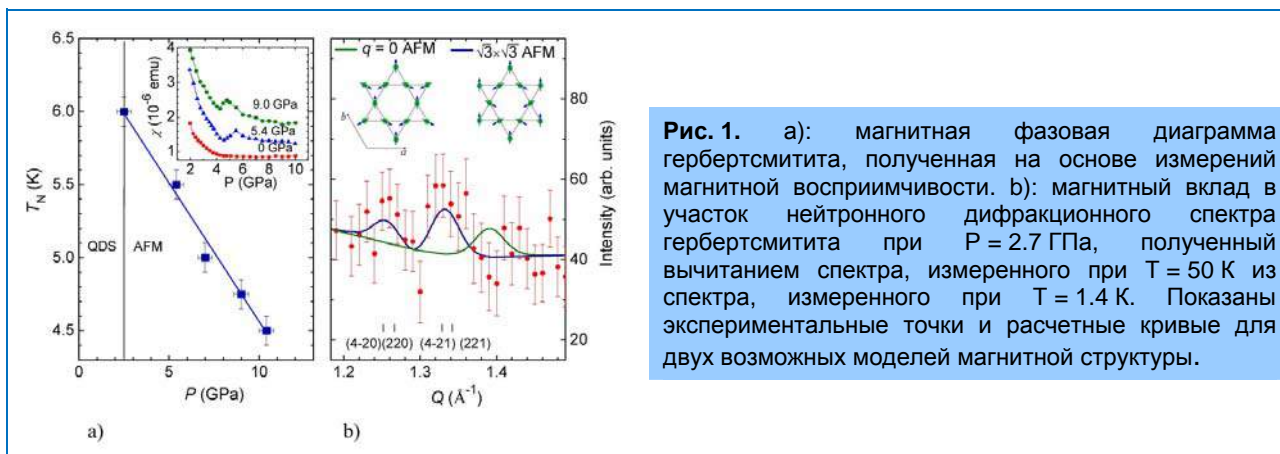 6.5
6.0
5.5
5.0
4.5
T_N (K)
QDS
AFM
0
5
10
P (GPa)
a)
χ (10⁻⁶ emu)
4
3
2
1
9.0 GPa
5.4 GPa
0 GPa
2 4 6 8 10
P (GPa)
q = 0 AFM
√3×√3 AFM
b
a
80
60
40
20
Intensity (arb. units)
(4-20)(220) (4-21) (221)
1.2 1.3 1.4
Q (Å⁻¹)
b)
Рис. 1. a): магнитная фазовая диаграмма
гербертсмитита, полученная на основе измерений
магнитной восприимчивости. b): магнитный вклад в
участок нейтронного дифракционного спектра
гербертсмитита при P = 2.7 ГПа, полученный
вычитанием спектра, измеренного при T = 50 К из
спектра, измеренного при T = 1.4 К. Показаны
экспериментальные точки и расчетные кривые для
двух возможных моделей магнитной структуры.